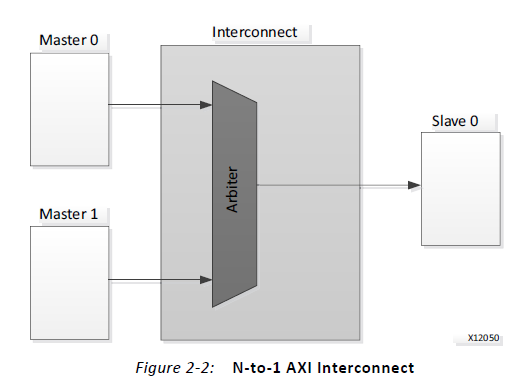 Interconnect
Master 0
Slave 0
Arbiter
Master 1
X12050
Figure 2-2: N-to-1 AXI Interconnect